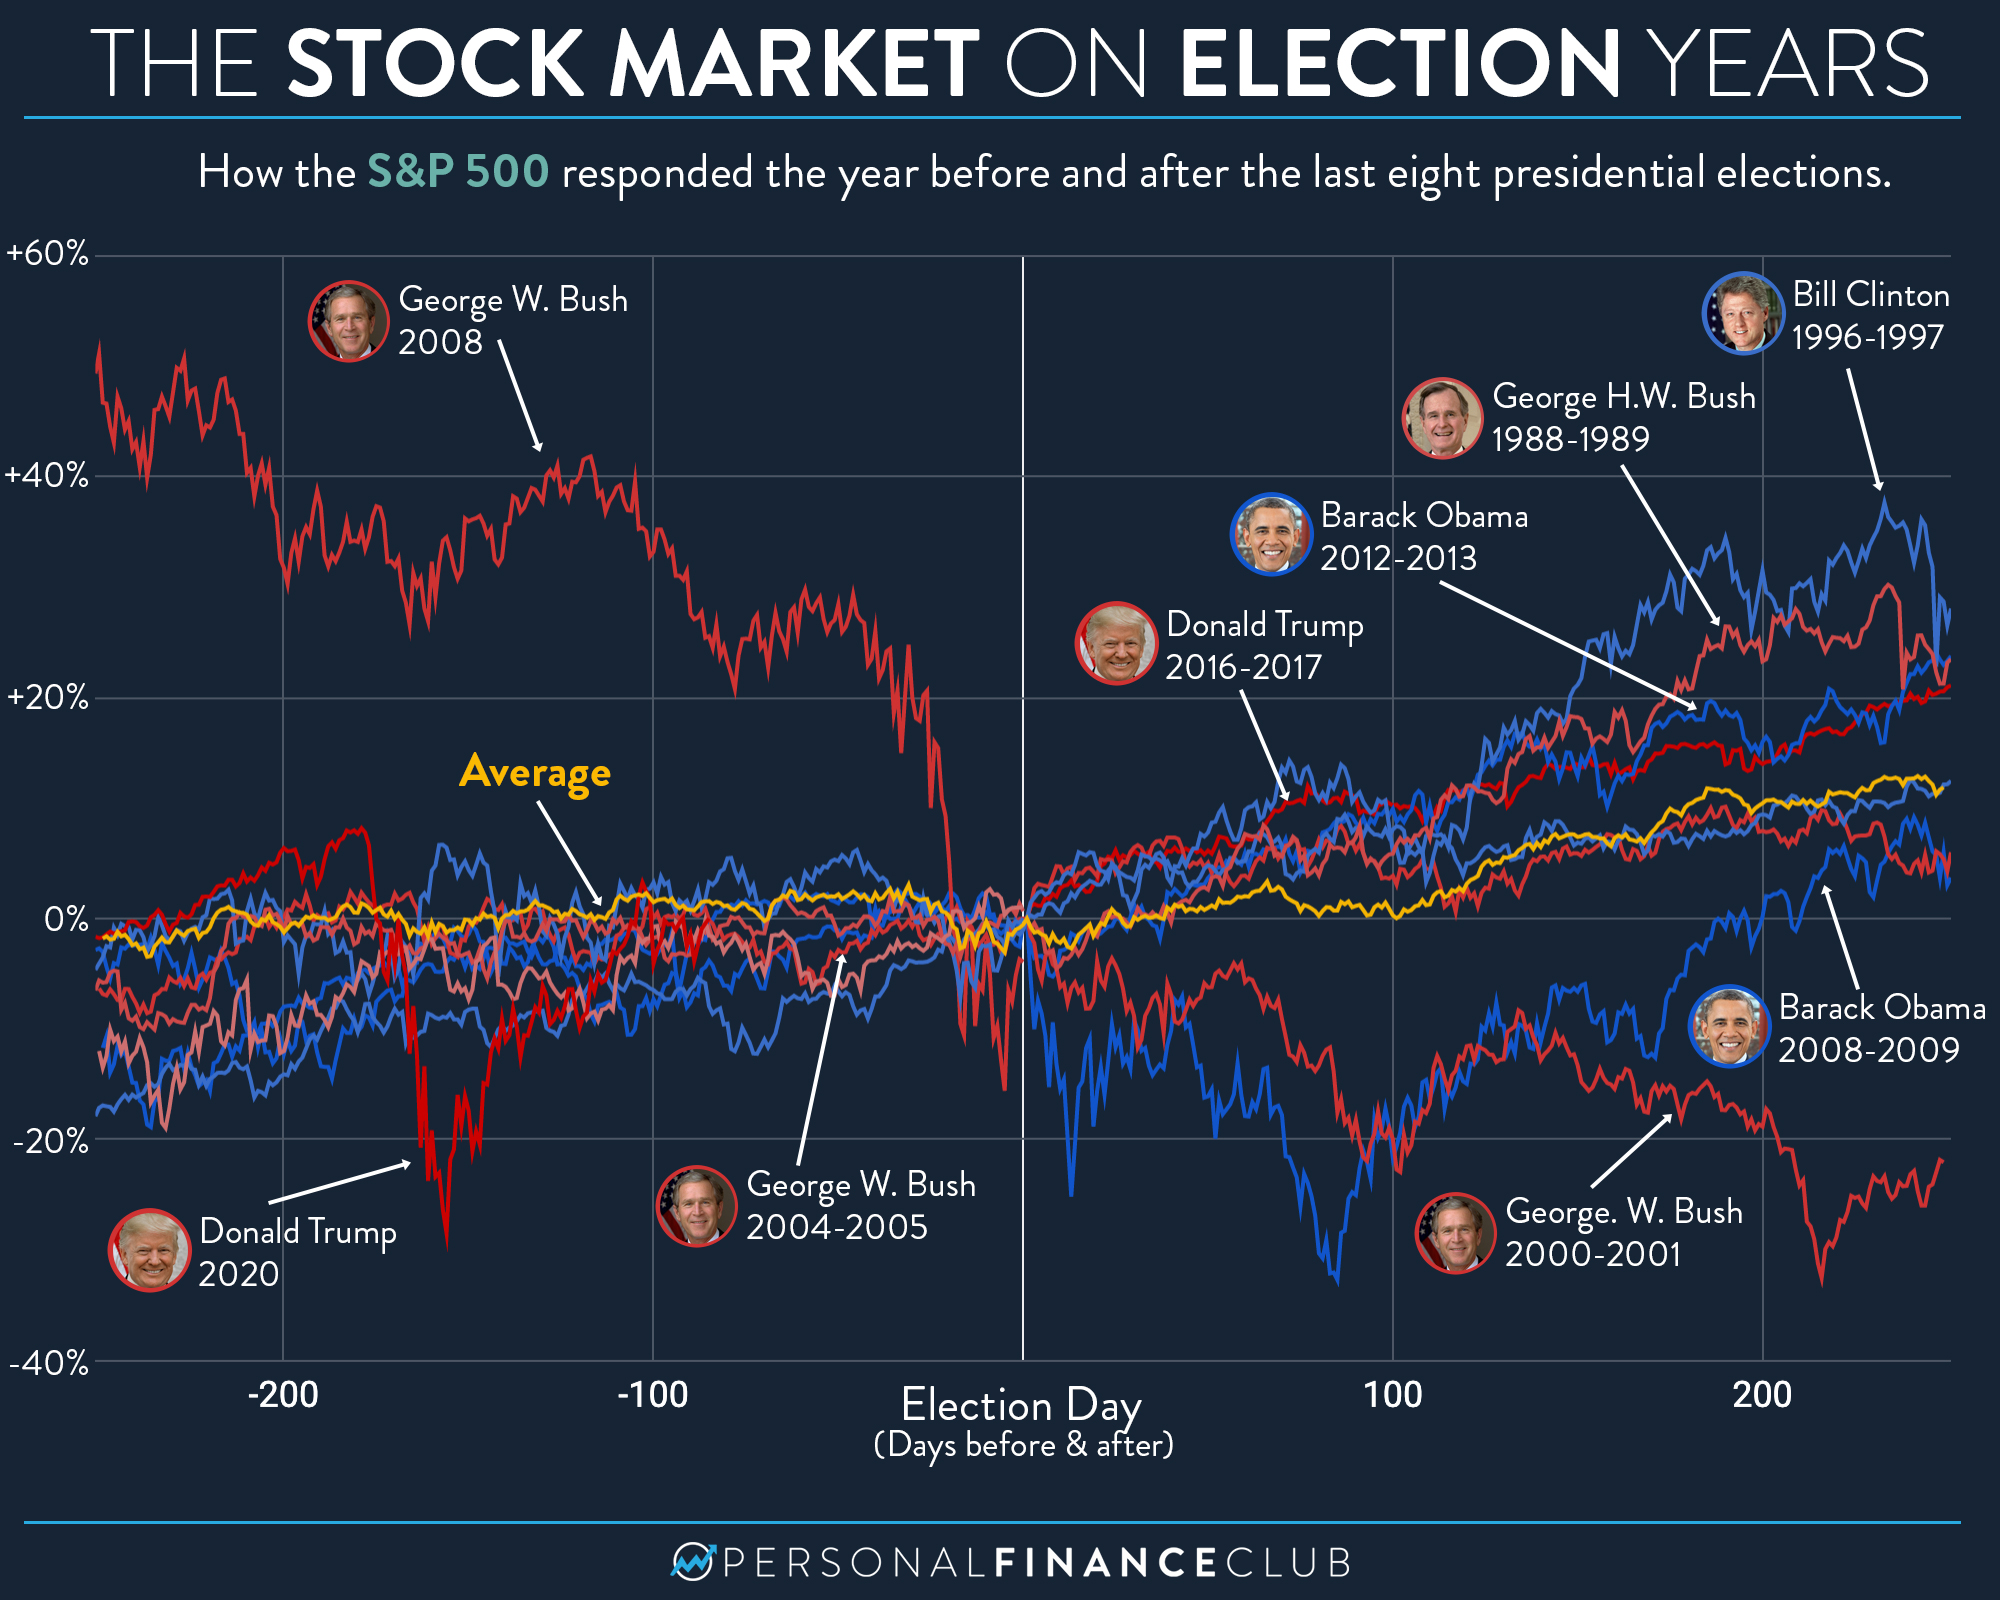 THE STOCK MARKET ON ELECTION YEARS
How the S&P 500 responded the year before and after the last eight presidential elections.
+60%
+40%
+20%
0%
-20%
-40%
George W. Bush
2008
Bill Clinton
1996-1997
George H.W. Bush
1988-1989
Barack Obama
2012-2013
Donald Trump
2016-2017
Average
Barack Obama
2008-2009
George W. Bush
2004-2005
George. W. Bush
2000-2001
Donald Trump
2020
-200
-100
Election Day
100
200
(Days before & after)
PERSONALFINANCECLUB